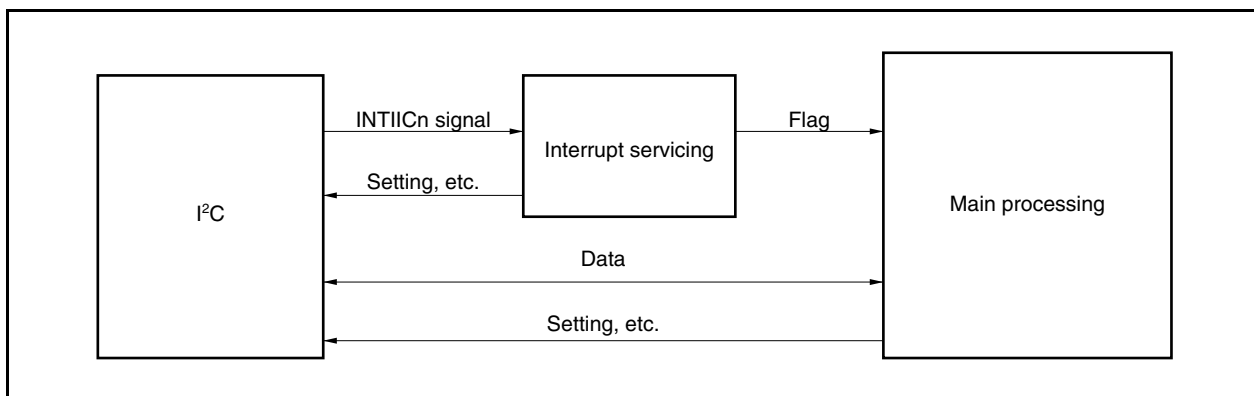 INTIICn signal
Flag
Interrupt servicing
Setting, etc.
I²C
Main processing
Data
Setting, etc.